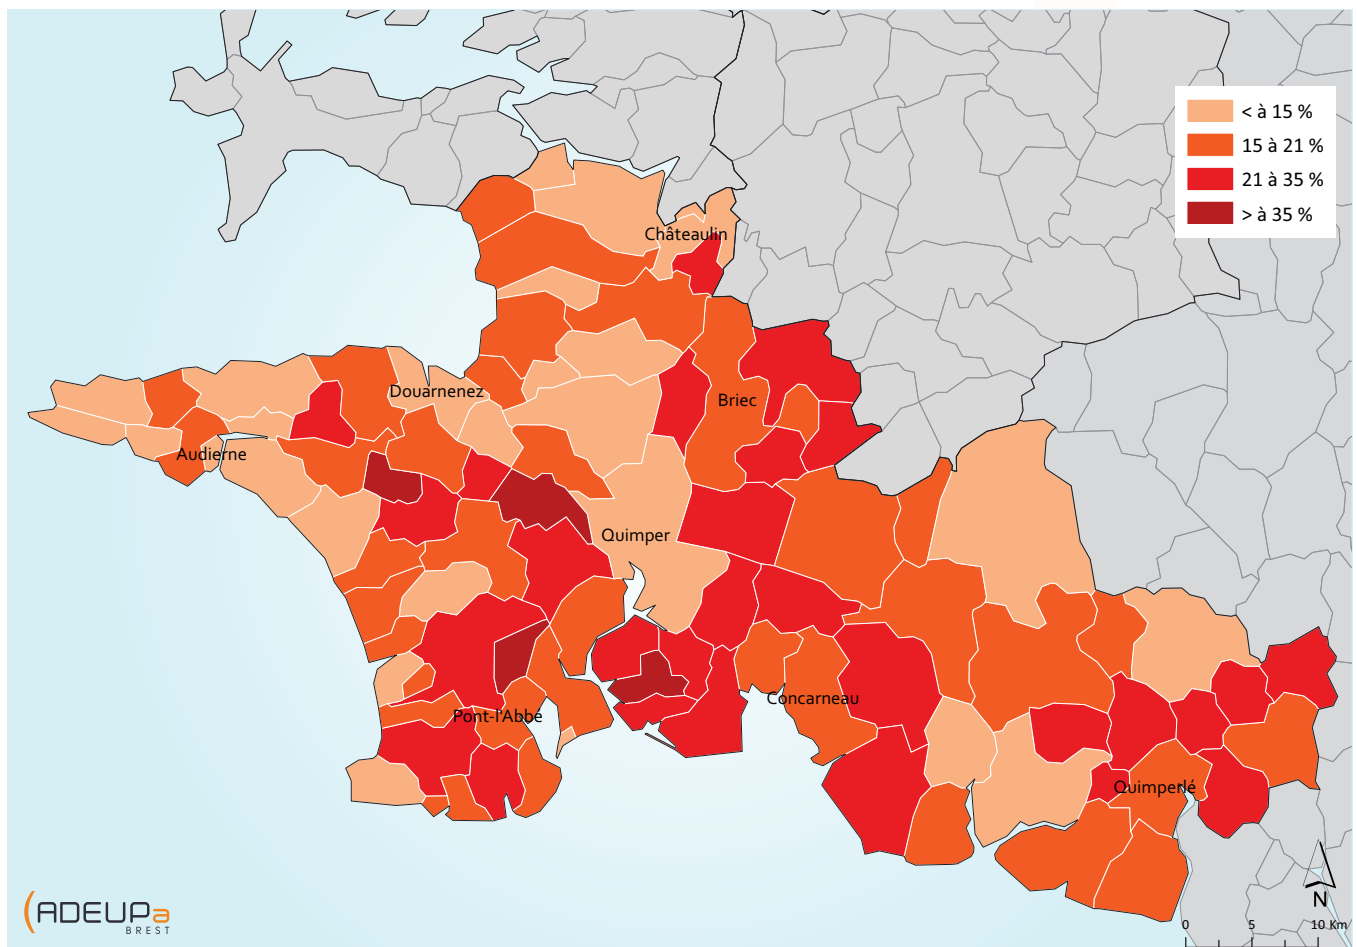 < à 15 %
15 à 21 %
21 à 35 %
> à 35 %
Châteaulin
Douarnenez
Briec
Audierne
Quimper
Concarneau
Pont-l'Abbé
Quimperlé
ADEUPa
BREST
N
0 5 10 Km